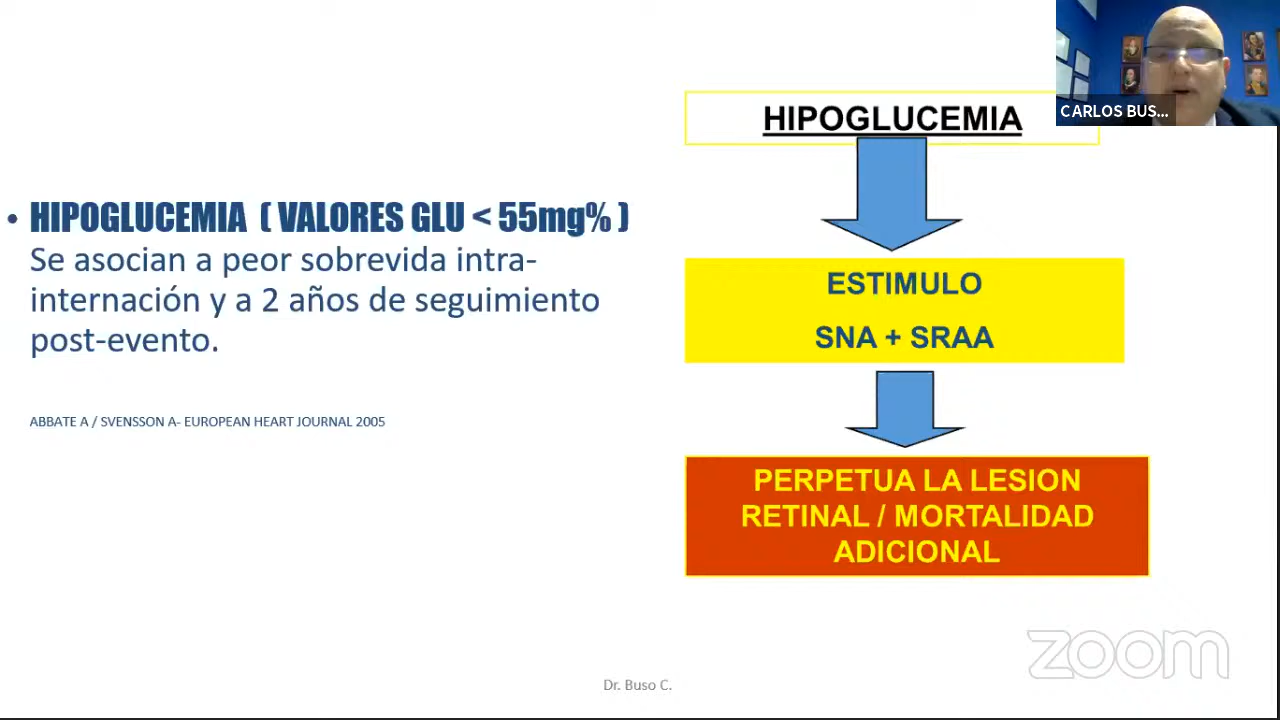 • HIPOGLUCEMIA ( VALORES GLU < 55mg% )
Se asocian a peor sobrevida intra-
internación y a 2 años de seguimiento
post-evento.
ABBATE A / SVENSSON A- EUROPEAN HEART JOURNAL 2005
HIPOGLUCEMIA
ESTIMULO
SNA + SRAA
PERPETUA LA LESION
RETINAL / MORTALIDAD
ADICIONAL
CARLOS BUS...
Dr. Buso C.
zoom